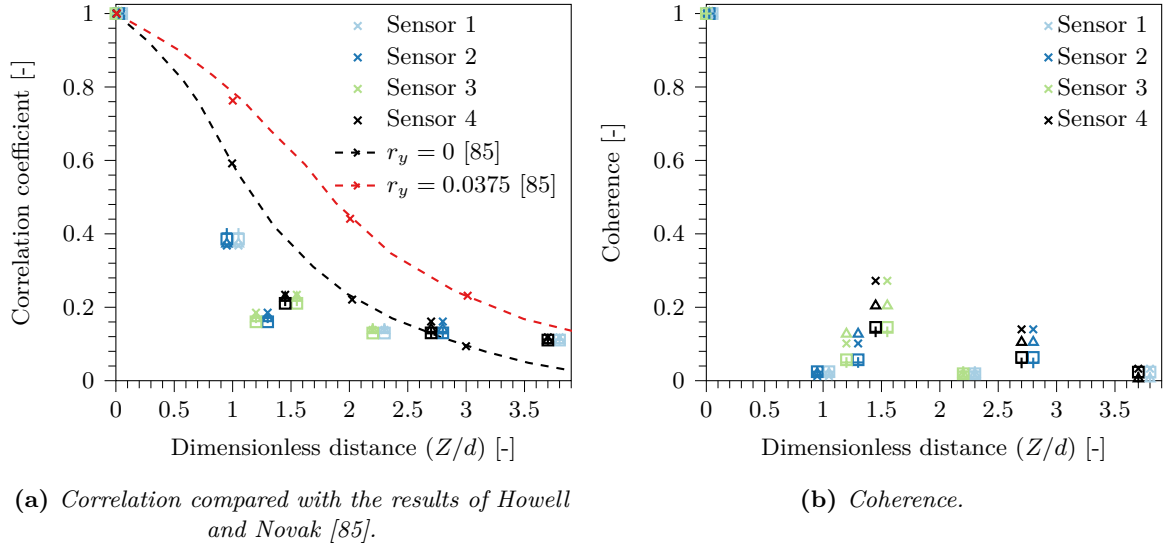 1
0.8
0.6
0.4
0.2
0
Correlation coefficient [-]
0 0.5 1 1.5 2 2.5 3 3.5
Dimensionless distance (Z/d) [-]
Sensor 1
Sensor 2
Sensor 3
Sensor 4
r_y = 0 [85]
r_y = 0.0375 [85]
(a) Correlation compared with the results of Howell
and Novak [85].
1
0.8
0.6
0.4
0.2
0
Coherence [-]
0 0.5 1 1.5 2 2.5 3 3.5
Dimensionless distance (Z/d) [-]
Sensor 1
Sensor 2
Sensor 3
Sensor 4
(b) Coherence.